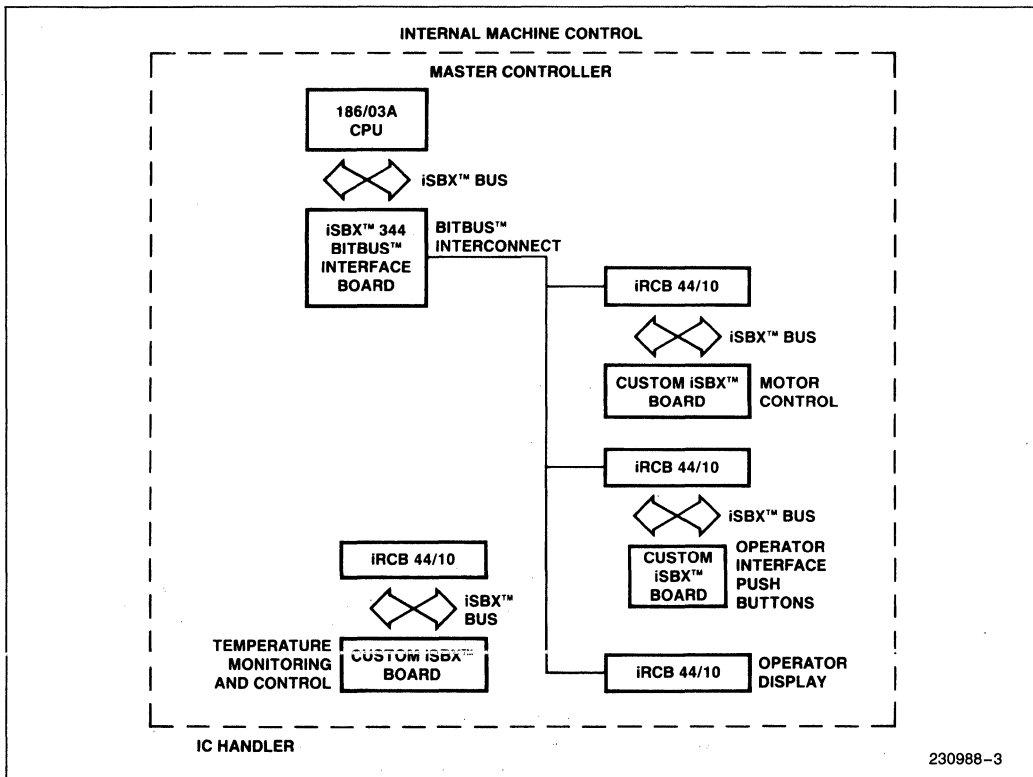 INTERNAL MACHINE CONTROL
MASTER CONTROLLER
186/03A
CPU
iSBX™ BUS
iSBX™ 344
BITBUS™
INTERFACE
BOARD
BITBUS™
INTERCONNECT
iRCB 44/10
iSBX™ BUS
CUSTOM iSBX™
BOARD
MOTOR
CONTROL
iRCB 44/10
iSBX™ BUS
CUSTOM
iSBX™
BOARD
OPERATOR
INTERFACE
PUSH
BUTTONS
iRCB 44/10
iSBX™
BUS
TEMPERATURE
MONITORING
AND CONTROL
CUSTOM iSBX™
BOARD
iRCB 44/10
OPERATOR
DISPLAY
IC HANDLER
230988–3